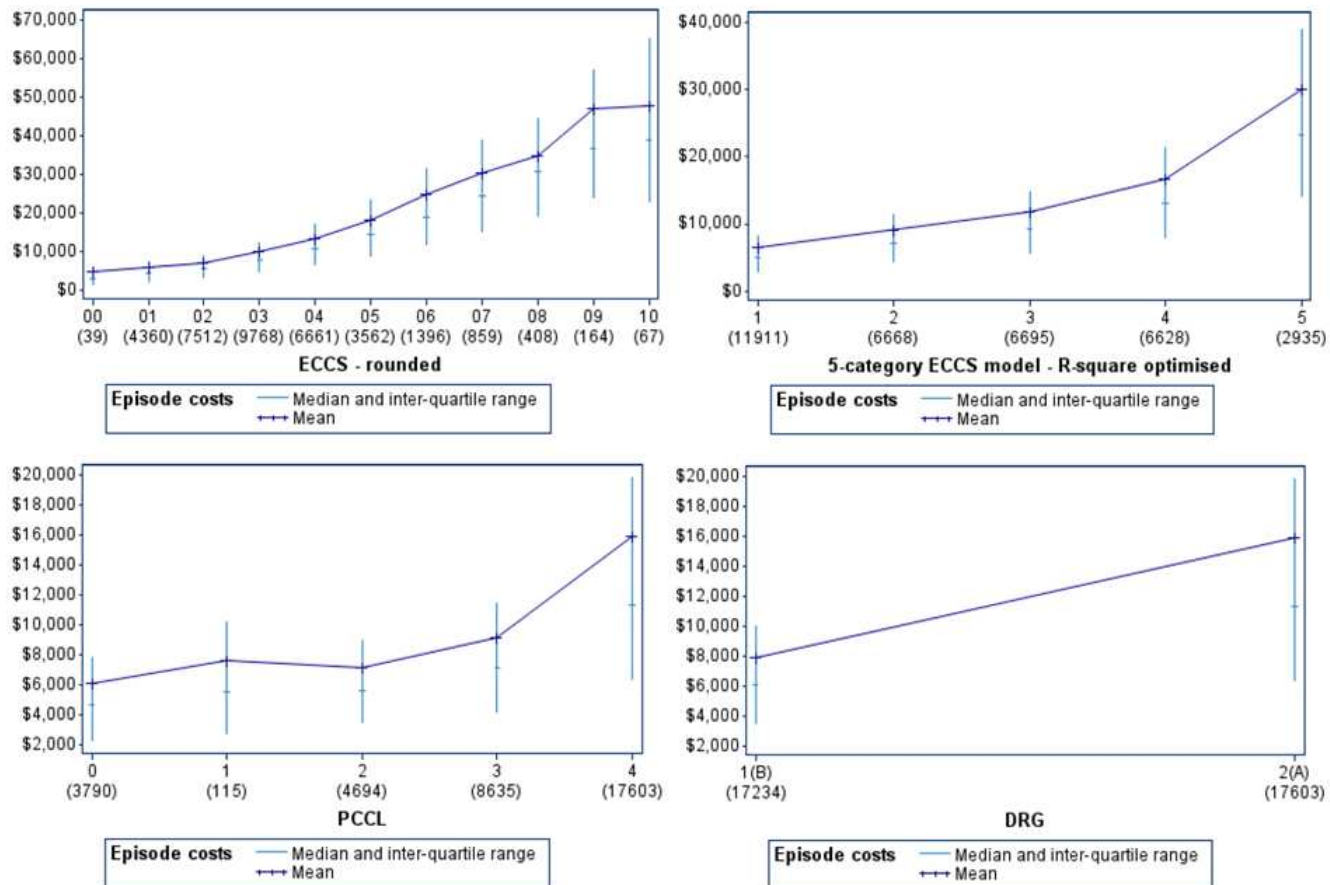 $70,000
$60,000
$50,000
$40,000
$30,000
$20,000
$10,000
$0
00 01 02 03 04 05 06 07 08 09 10
(39) (4360) (7512) (9768) (6661) (3562) (1396) (859) (408) (164) (67)
ECCS - rounded
Episode costs Median and inter-quartile range
Mean
$40,000
$30,000
$20,000
$10,000
$0
1 2 3 4 5
(11911) (6668) (6695) (6628) (2935)
5-category ECCS model - R-square optimised
Episode costs Median and inter-quartile range
Mean
$20,000
$18,000
$16,000
$14,000
$12,000
$10,000
$8,000
$6,000
$4,000
$2,000
0 1 2 3 4
(3790) (115) (4694) (8635) (17603)
PCCL
Episode costs Median and inter-quartile range
Mean
$20,000
$18,000
$16,000
$14,000
$12,000
$10,000
$8,000
$6,000
$4,000
$2,000
1(B) 2(A)
(17234) (17603)
DRG
Episode costs Median and inter-quartile range
Mean